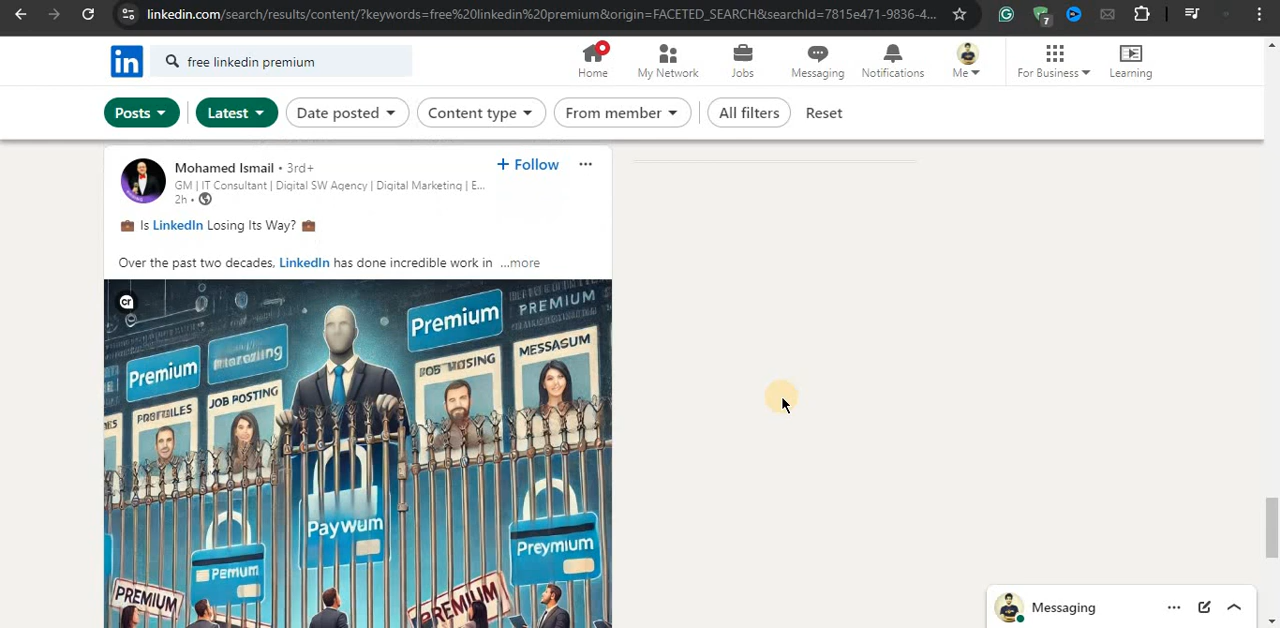 linkedin.com/search/results/content/?keywords=free%20linkedin%20premium&origin=FACETED_SEARCH&searchId=7815e471-9836-4...
7
in
free linkedin premium
Home
My Network
Jobs
Messaging
Notifications
Me
For Business
Learning
Posts
Latest
Date posted
Content type
From member
All filters
Reset
Mohamed Ismail • 3rd+
+ Follow
GM | IT Consultant | Digital SW Agency | Digital Marketing | E...
2h •
Is LinkedIn Losing Its Way?
Over the past two decades, LinkedIn has done incredible work in ...more
cr
Premium
PREMIUM
Premium
JOB POSTING
MESSAGUM
PayWum
Pemium
Preymium
PREMIUM
PREMIUM
Messaging